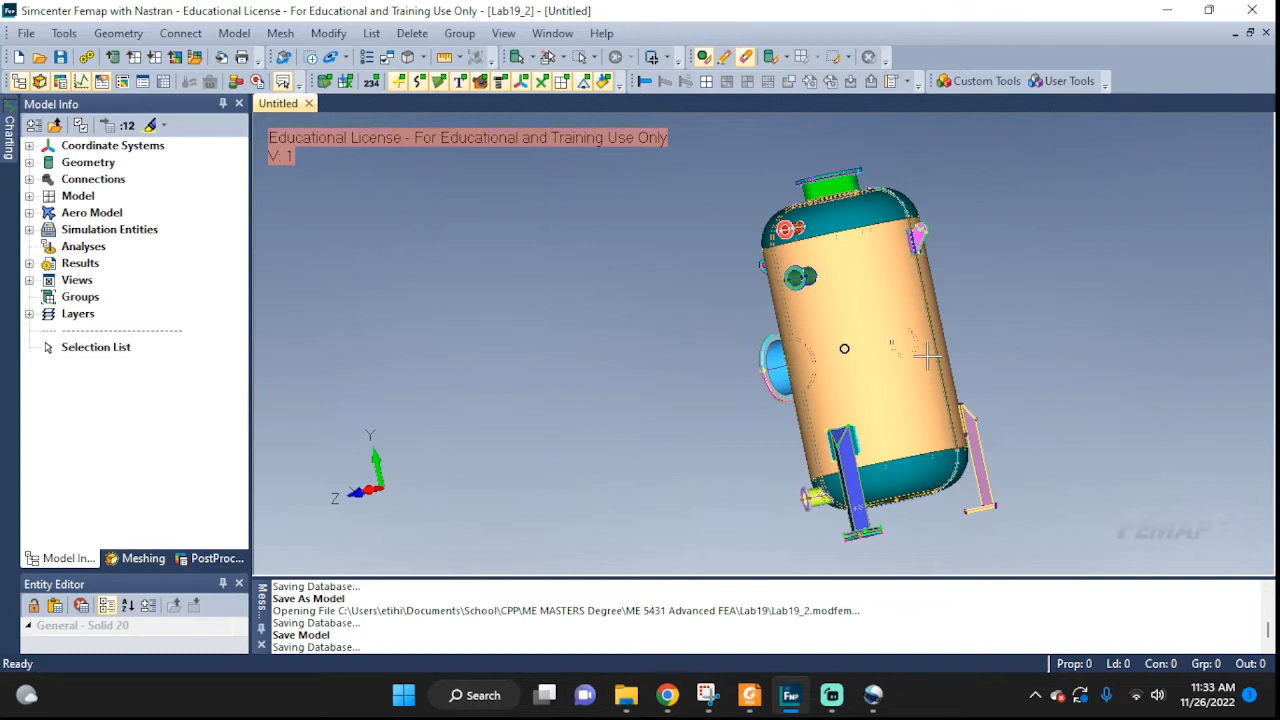 Simcenter Femap with Nastran - Educational License - For Educational and Training Use Only - [Lab19_2] - [Untitled]
File Tools Geometry Connect Model Mesh Modify List Delete Group View Window Help
234
Custom Tools User Tools
:12
Model Info
Untitled
Charting
Coordinate Systems
Geometry
Connections
Model
Aero Model
Simulation Entities
Analyses
Results
Views
Groups
Layers
Selection List
Educational License - For Educational and Training Use Only
V: 1
Y
Z
FEMAP
Model In... Meshing PostProc...
Entity Editor
General - Solid 20
Mess...
Saving Database...
Save As Model
Opening File C:\Users\etihi\Documents\School\CPP\ME MASTERS Degree\ME 5431 Advanced FEA\Lab19\Lab19_2.modfem...
Saving Database...
Save Model
Saving Database...
Ready
Prop: 0 Ld: 0 Con: 0 Grp: 0 Out: 0
Search
FMP
11:33 AM
11/26/2022
3